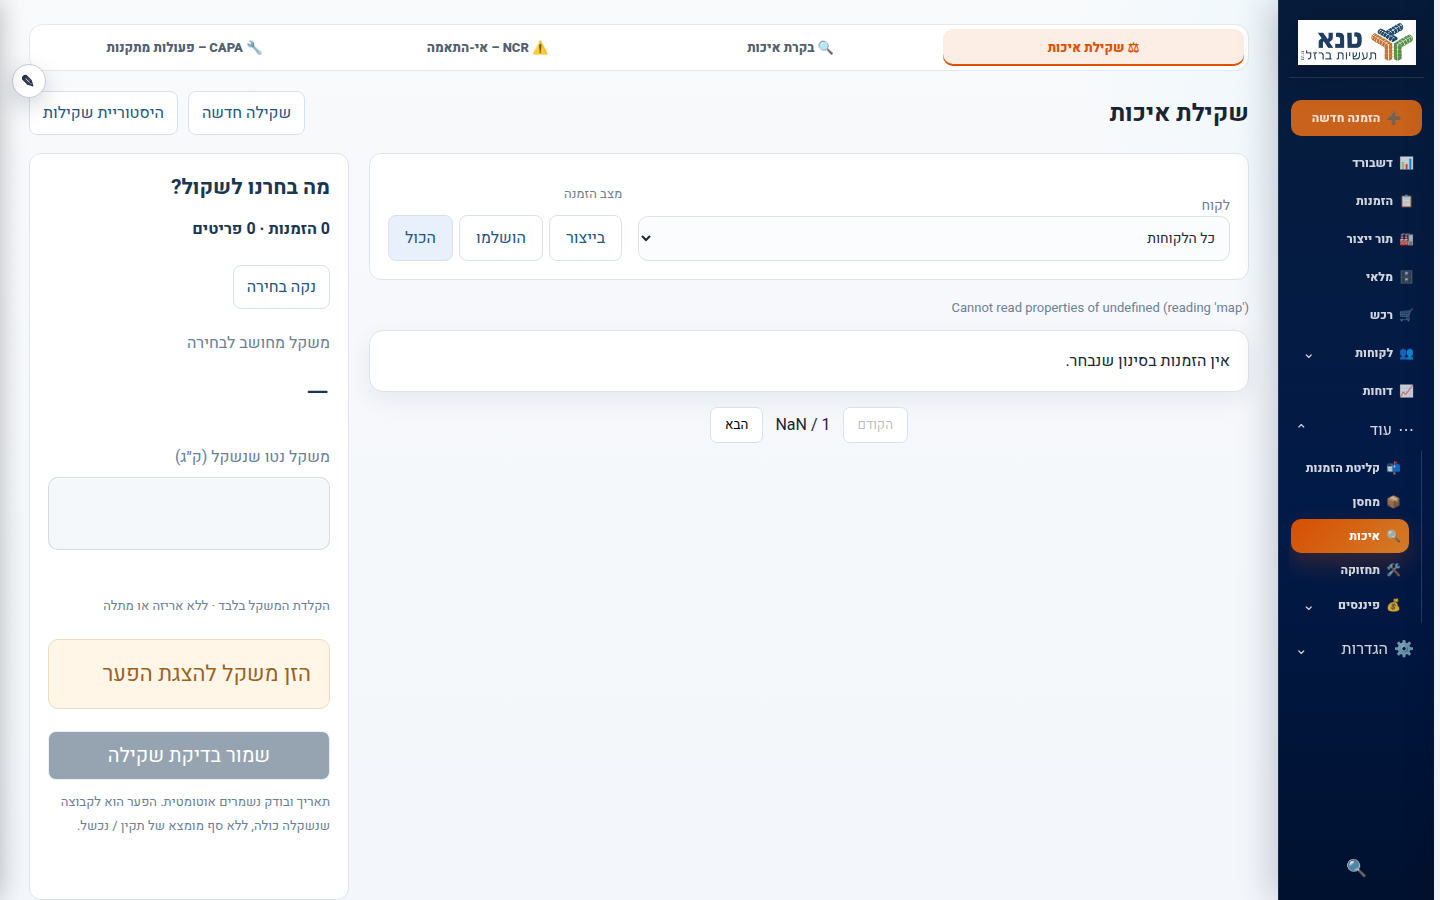 טנא
תעשיות ברזל
➕ הזמנה חדשה
📊 דשבורד
📋 הזמנות
🏭 תור ייצור
🗄️ מלאי
🛒 רכש
👥 לקוחות
📈 דוחות
⋯ עוד
📬 קליטת הזמנות
📦 מחסן
🔍 איכות
🛠️ תחזוקה
💰 פיננסים
⚙️ הגדרות
⚖️ שקילת איכות
🔍 בקרת איכות
⚠️ NCR – אי-התאמה
🔧 CAPA – פעולות מתקנות
שקילת איכות
שקילה חדשה
היסטוריית שקילות
לקוח
כל הלקוחות
מצב הזמנה
בייצור
הושלמו
הכול
Cannot read properties of undefined (reading 'map')
אין הזמנות בסינון שנבחר.
הקודם
1 / NaN
הבא
מה בחרנו לשקול?
0 הזמנות · 0 פריטים
נקה בחירה
משקל מחושב לבחירה
—
משקל נטו שנשקל (ק״ג)
הקלדת המשקל בלבד · ללא אריזה או מתלה
הזן משקל להצגת הפער
שמור בדיקת שקילה
תאריך ובודק נשמרים אוטומטית. הפער הוא לקבוצה
שנשקלה כולה, ללא סף מומצא של תקין / נכשל.